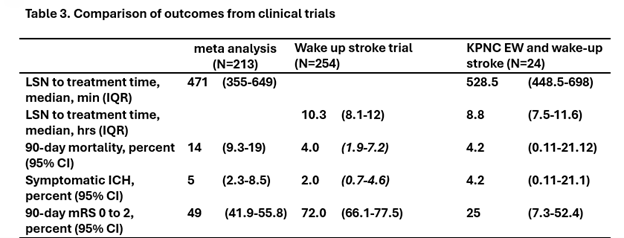 Table 3. Comparison of outcomes from clinical trials
meta analysis Wake up stroke trial KPNC EW and wake-up
(N=213) (N=254) stroke (N=24)
LSN to treatment time, 471 (355-649) 528.5 (448.5-698)
median, min (IQR)
LSN to treatment time, 10.3 (8.1-12) 8.8 (7.5-11.6)
median, hrs (IQR)
90-day mortality, percent 14 (9.3-19) 4.0 (1.9-7.2) 4.2 (0.11-21.12)
(95% CI)
Symptomatic ICH, 5 (2.3-8.5) 2.0 (0.7-4.6) 4.2 (0.11-21.1)
percent (95% CI)
90-day mRS 0 to 2, 49 (41.9-55.8) 72.0 (66.1-77.5) 25 (7.3-52.4)
percent (95% CI)